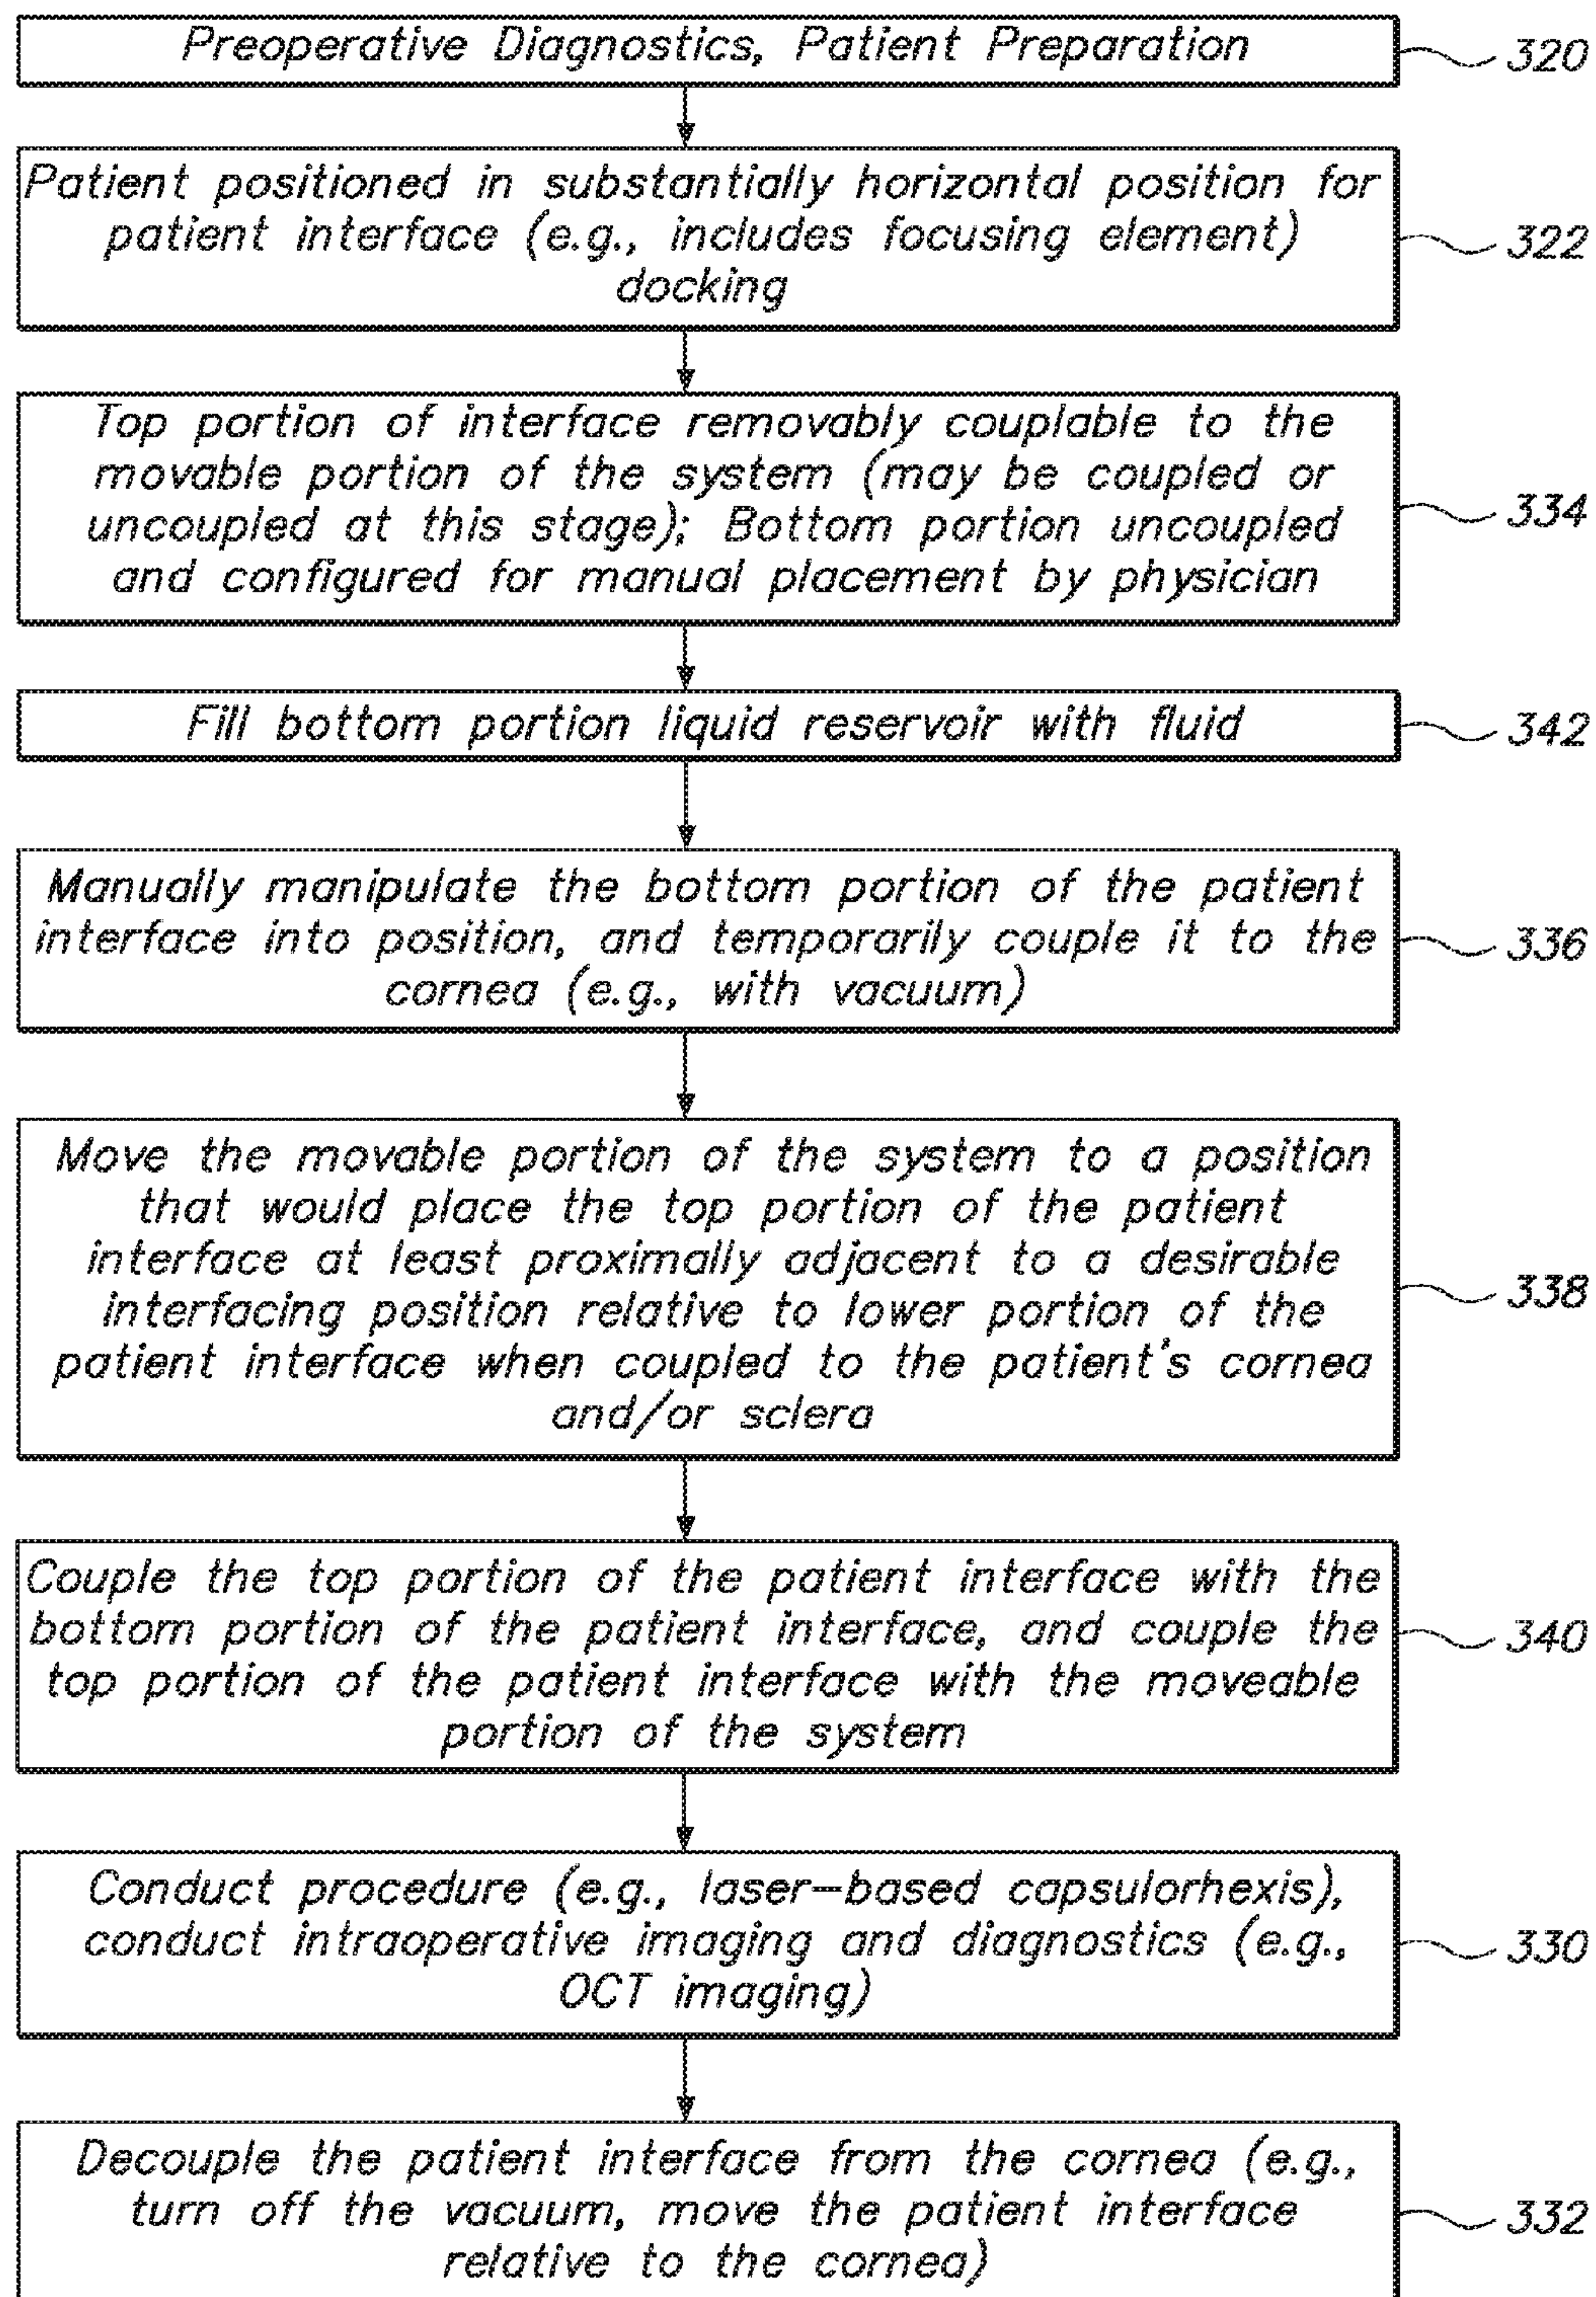 Preoperative Diagnostics, Patient Preparation
320
Patient positioned in substantially horizontal position for
patient interface (e.g., includes focusing element)
docking
322
Top portion of interface removably couplable to the
movable portion of the system (may be coupled or
uncoupled at this stage); Bottom portion uncoupled
and configured for manual placement by physician
334
Fill bottom portion liquid reservoir with fluid
342
Manually manipulate the bottom portion of the patient
interface into position, and temporarily couple it to the
cornea (e.g., with vacuum)
336
Move the movable portion of the system to a position
that would place the top portion of the patient
interface at least proximally adjacent to a desirable
interfacing position relative to lower portion of the
patient interface when coupled to the patient's cornea
and/or sclera
338
Couple the top portion of the patient interface with the
bottom portion of the patient interface, and couple the
top portion of the patient interface with the moveable
portion of the system
340
Conduct procedure (e.g., laser-based capsulorhexis),
conduct intraoperative imaging and diagnostics (e.g.,
OCT imaging)
330
Decouple the patient interface from the cornea (e.g.,
turn off the vacuum, move the patient interface
relative to the cornea)
332